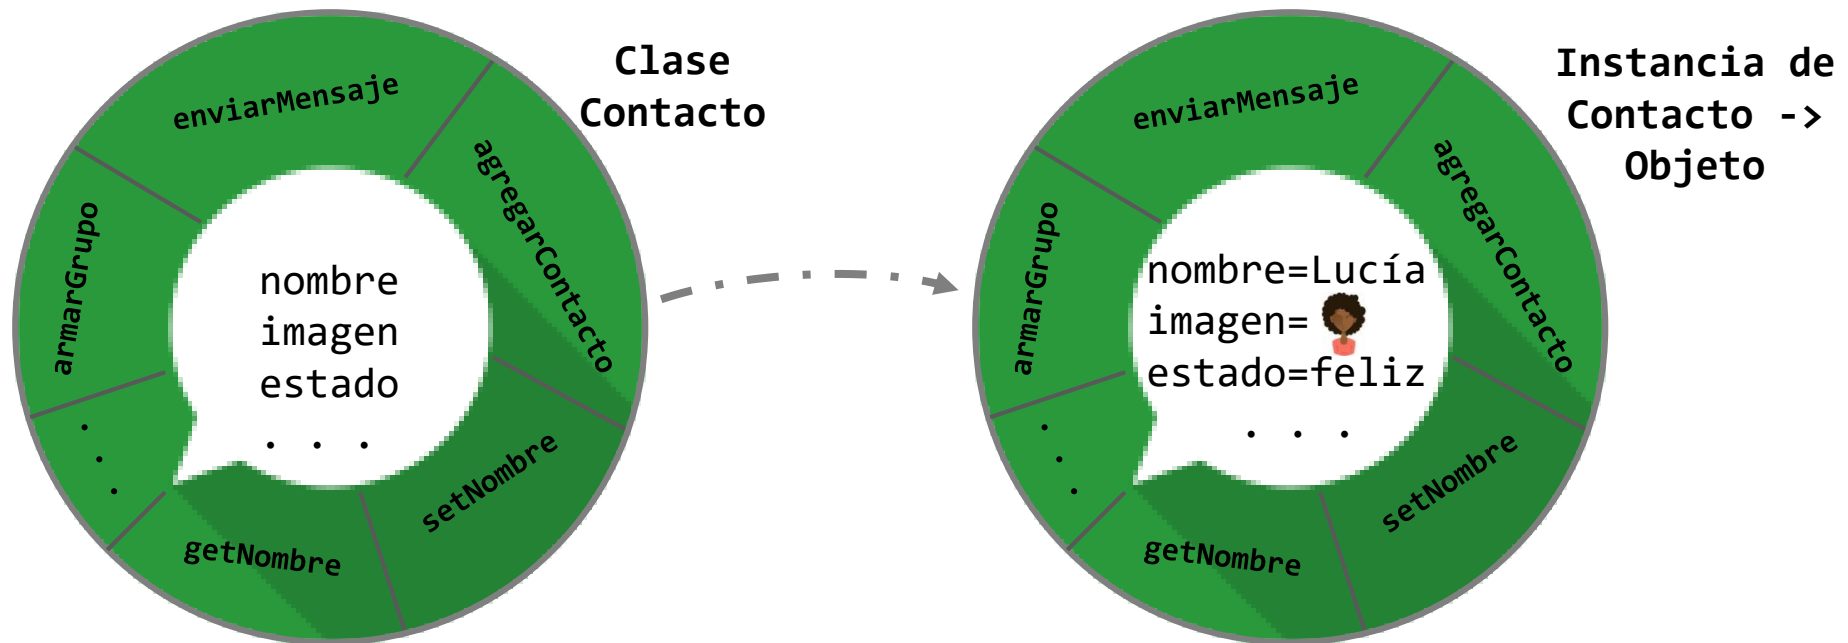 Clase
Contacto
enviarMensaje
agregarContacto
armarGrupo
nombre
imagen
estado
. . .
. . .
setNombre
getNombre
Instancia de
Contacto ->
Objeto
enviarMensaje
agregarContacto
armarGrupo
nombre=Lucía
imagen=
estado=feliz
. . .
. . .
setNombre
getNombre